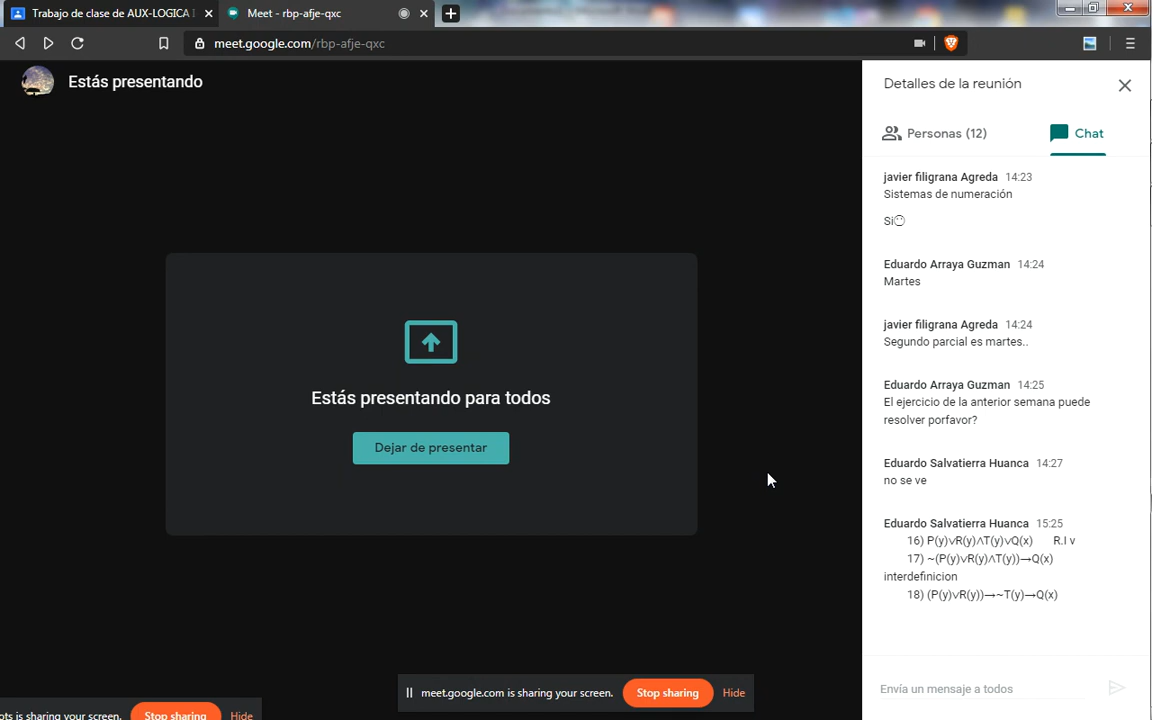 Trabajo de clase de AUX-LOGICA
Meet - rbp-afje-qxc
meet.google.com/rbp-afje-qxc
Estás presentando
Detalles de la reunión
Personas (12)
Chat
javier filigrana Agreda 14:23
Sistemas de numeración
Si
Eduardo Arraya Guzman 14:24
Martes
javier filigrana Agreda 14:24
Segundo parcial es martes..
Eduardo Arraya Guzman 14:25
El ejercicio de la anterior semana puede
resolver porfavor?
Eduardo Salvatierra Huanca 14:27
no se ve
Eduardo Salvatierra Huanca 15:25
16) P(y)∨R(y)∧T(y)∨Q(x) R.I v
17) ~(P(y)∨R(y)∧T(y))→Q(x)
interdefinicion
18) (P(y)∨R(y))→~T(y)→Q(x)
Estás presentando para todos
Dejar de presentar
Envía un mensaje a todos
meet.google.com is sharing your screen. Stop sharing Hide
is sharing your screen. Stop sharing Hide